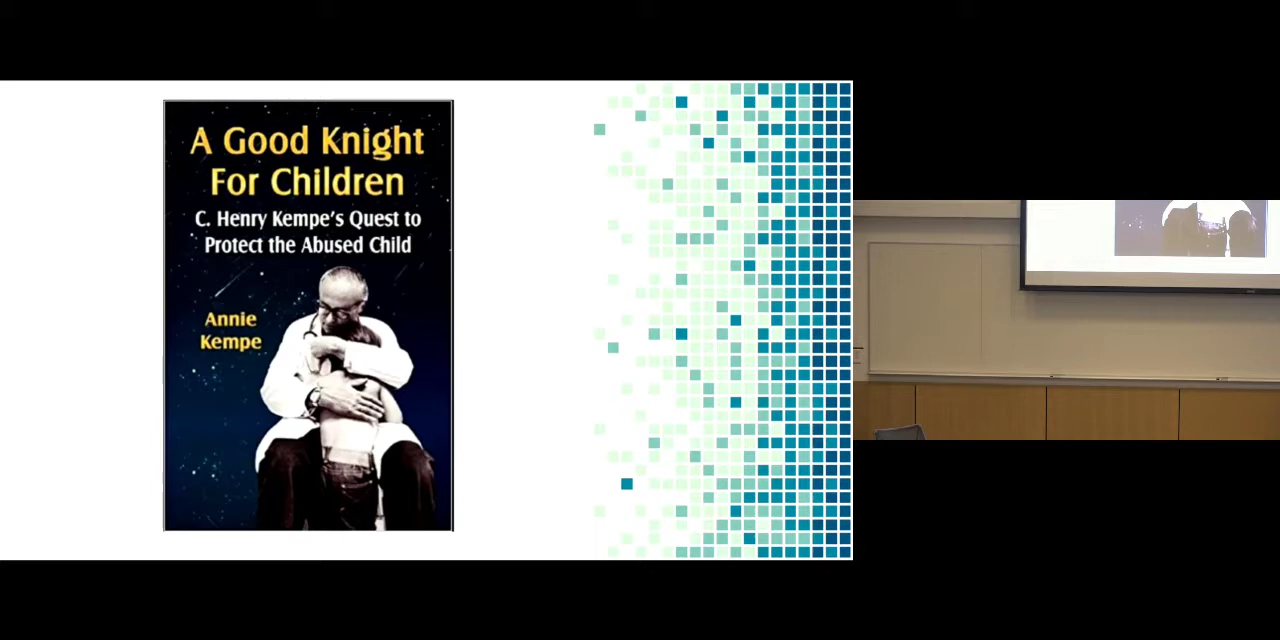 A Good Knight
For Children
C. Henry Kempe's Quest to
Protect the Abused Child
Annie
Kempe